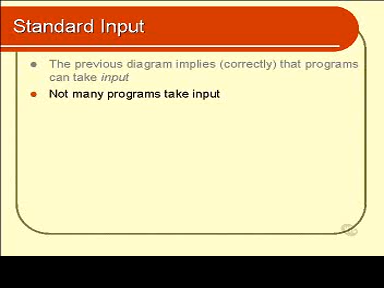 Standard Input
The previous diagram implies (correctly) that programs
can take input
Not many programs take input